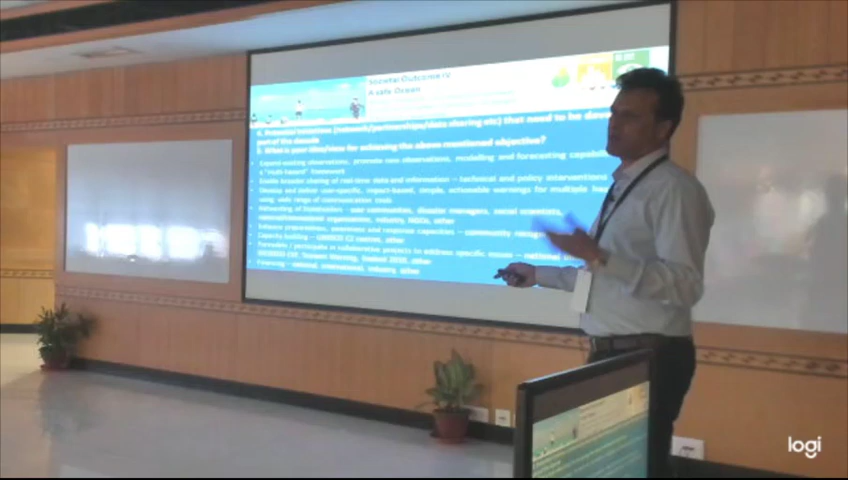 Societal Outcome IV
A safe Ocean
4. Potential initiatives (network/partnerships/data sharing etc) that need to be
part of the decade
5. What is your idea/view for achieving the above mentioned objective?
Expand existing observations, promote new observations, modelling and forecasting
a "multi-hazard" framework
Enable broader sharing of real-time data and information – technical and policy interventions
Develop and deliver user-specific, impact-based, simple, actionable warnings for multiple
using wide range of communication tools
Networking of Institutions – user communities, disaster managers, social scientists,
organisations, industry, NGOs, other
Enhance preparedness, awareness and response capacities – community
Capacity building – UNESCO C2 centres, other
Formulate / participate in collaborative projects to address specific issues –
other
Financing – national, international, industry, other
logi